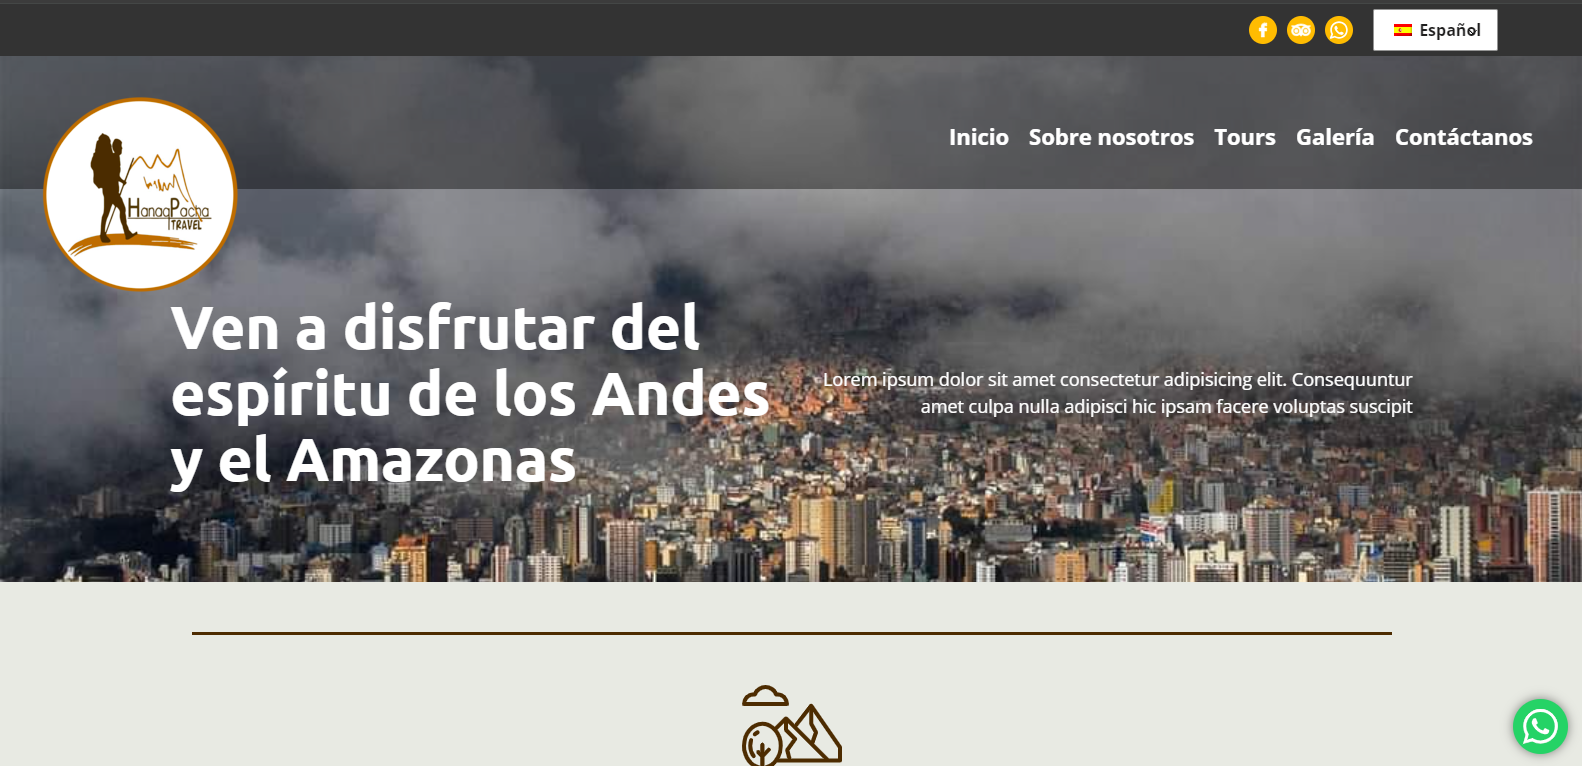 Español
Inicio Sobre nosotros Tours Galería Contáctanos
HanaqPacha
TRAVEL
Ven a disfrutar del
espíritu de los Andes
y el Amazonas
Lorem ipsum dolor sit amet consectetur adipisicing elit. Consequuntur
amet culpa nulla adipisci hic ipsam facere voluptas suscipit